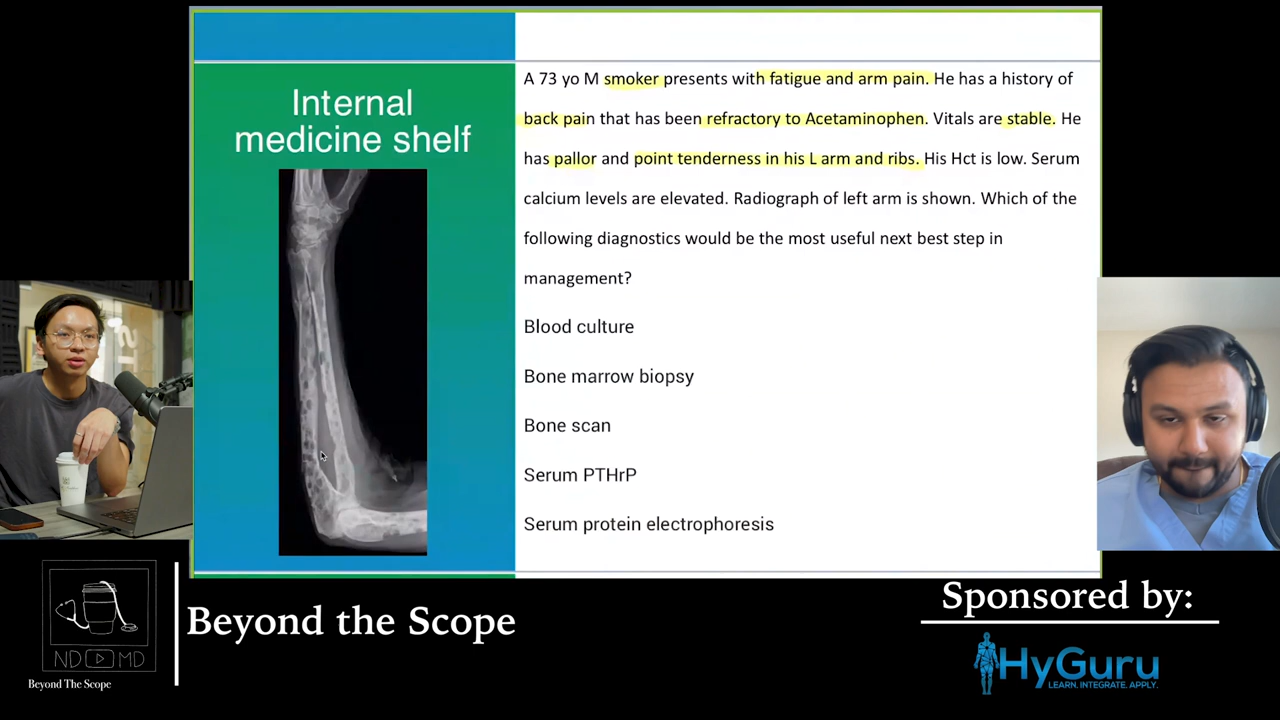 Internal
medicine shelf
A 73 yo M smoker presents with fatigue and arm pain. He has a history of
back pain that has been refractory to Acetaminophen. Vitals are stable. He
has pallor and point tenderness in his L arm and ribs. His Hct is low. Serum
calcium levels are elevated. Radiograph of left arm is shown. Which of the
following diagnostics would be the most useful next best step in
management?
Blood culture
Bone marrow biopsy
Bone scan
Serum PTHrP
Serum protein electrophoresis
ND MD
Beyond The Scope
Beyond the Scope
Sponsored by:
HyGuru
LEARN. INTEGRATE. APPLY.